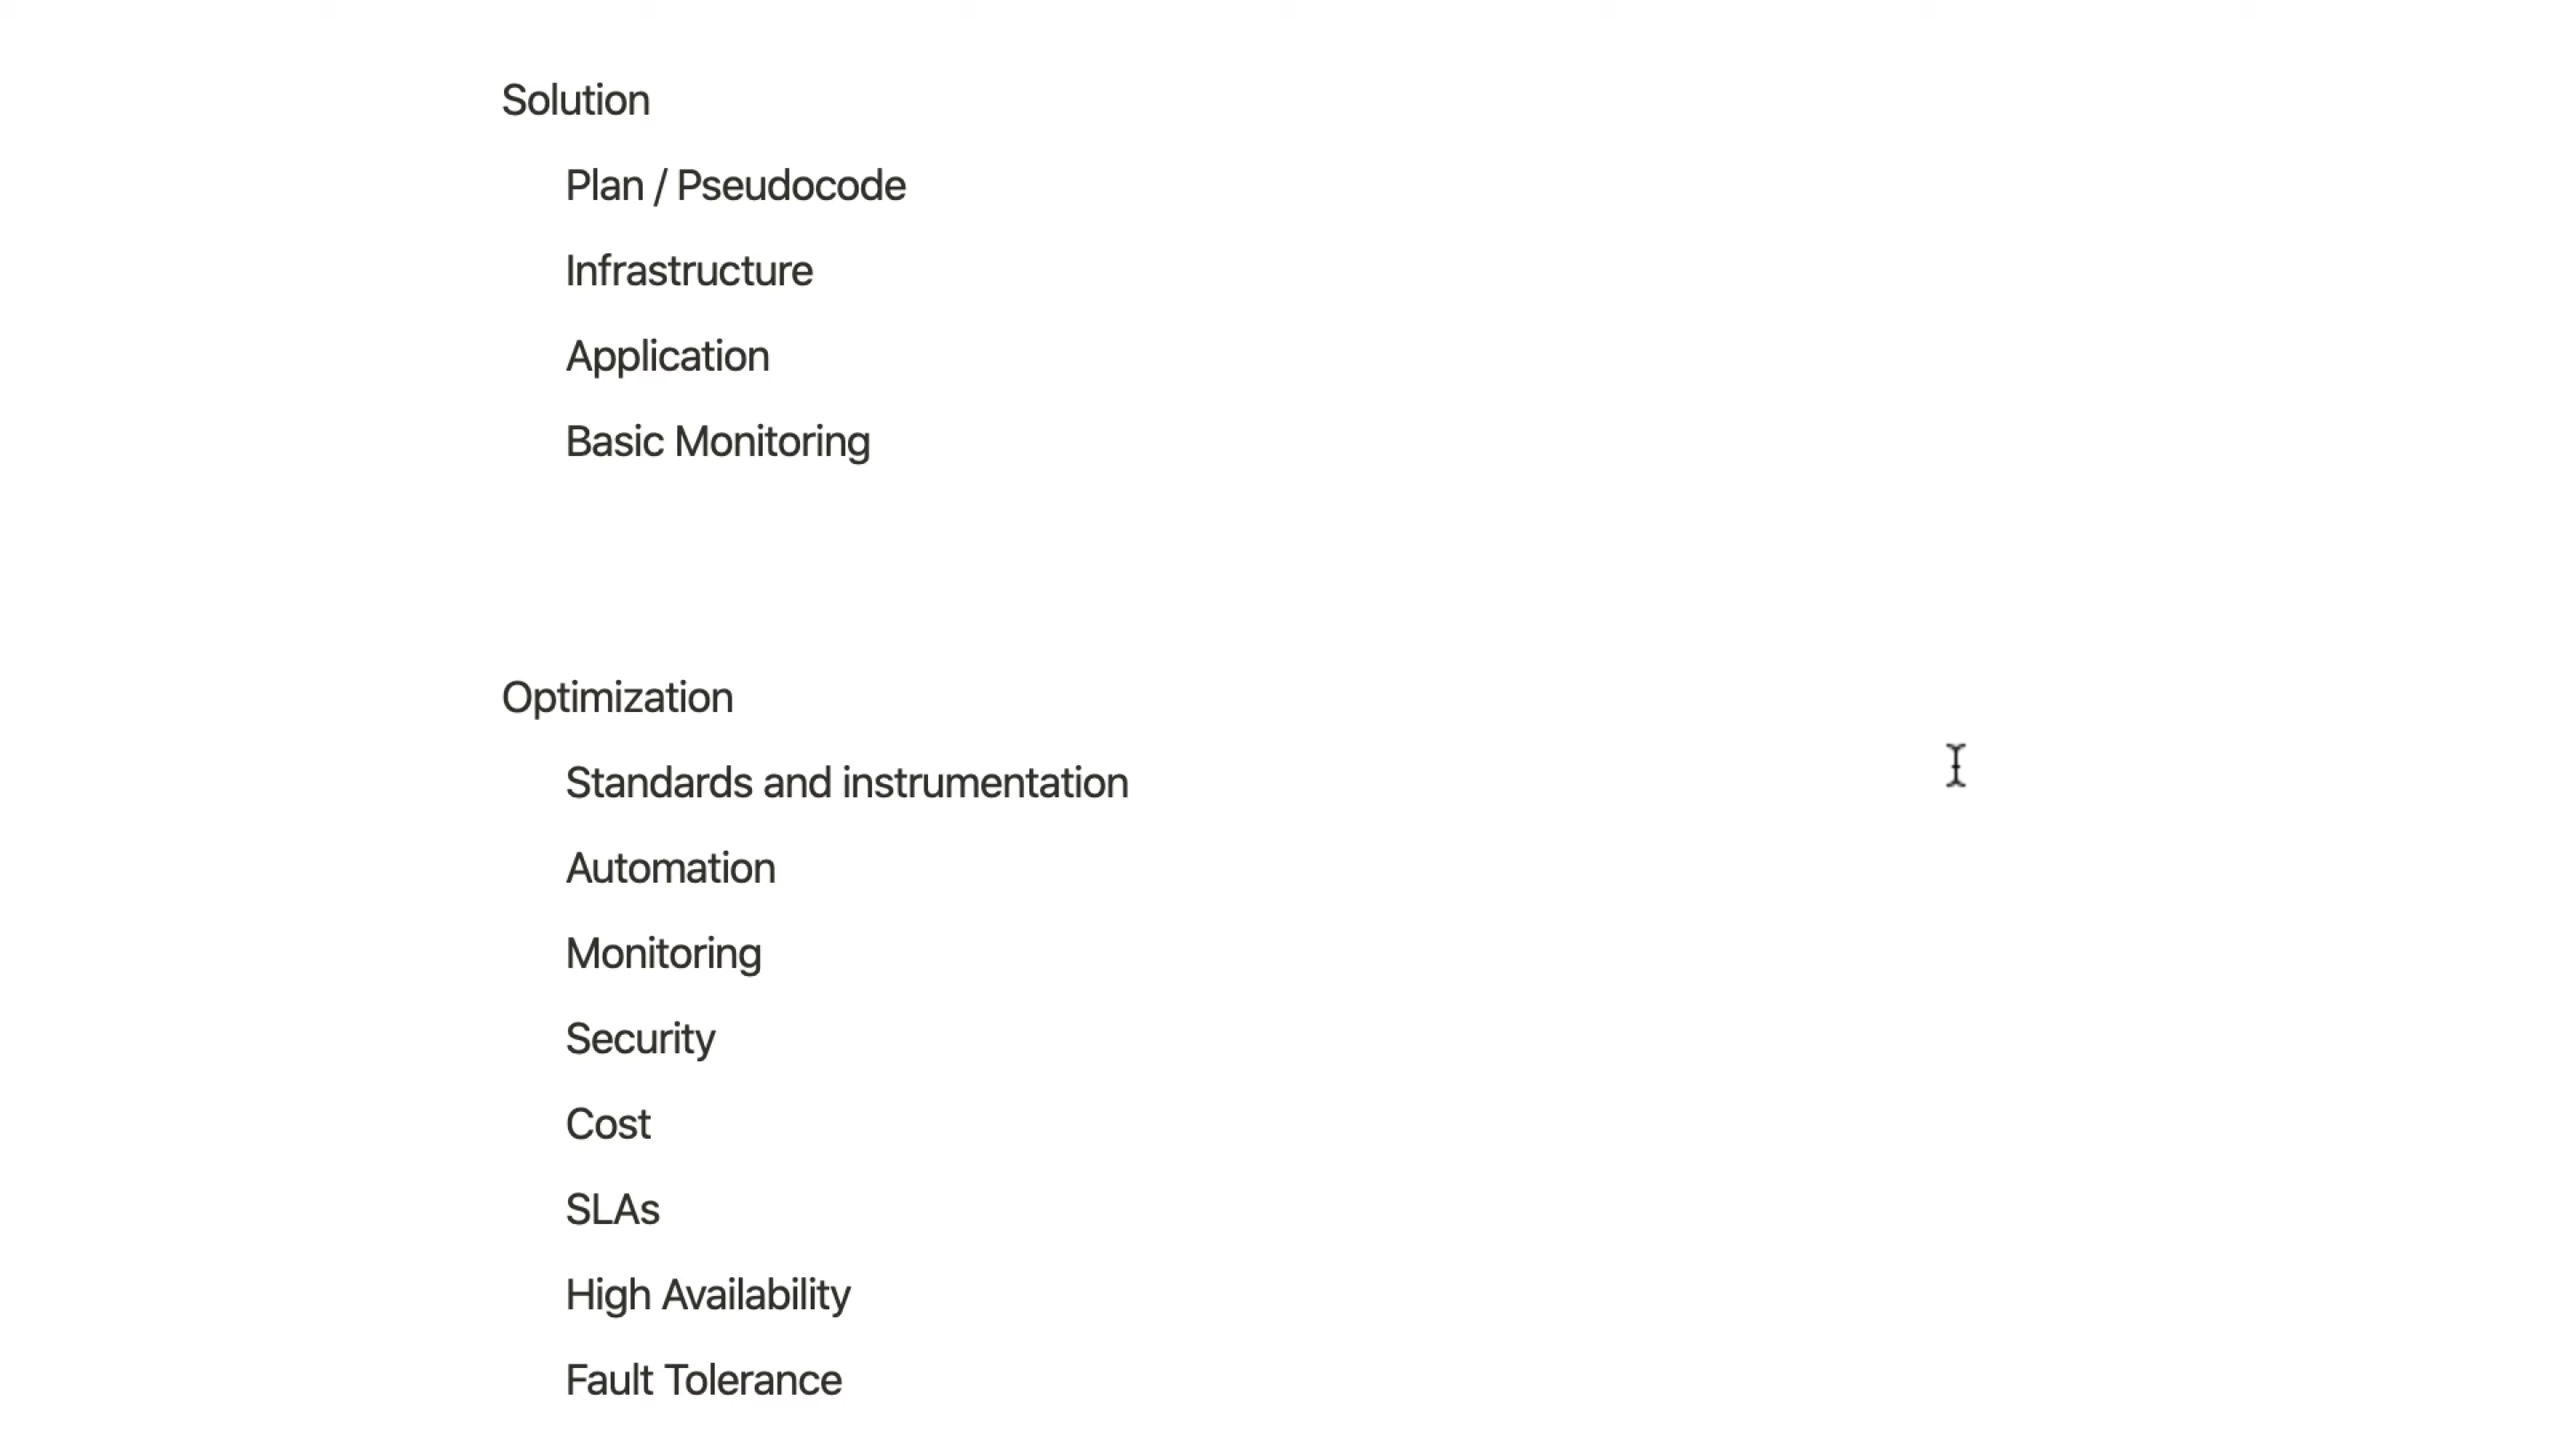 Solution
Plan / Pseudocode
Infrastructure
Application
Basic Monitoring
Optimization
Standards and instrumentation
Automation
Monitoring
Security
Cost
SLAs
High Availability
Fault Tolerance